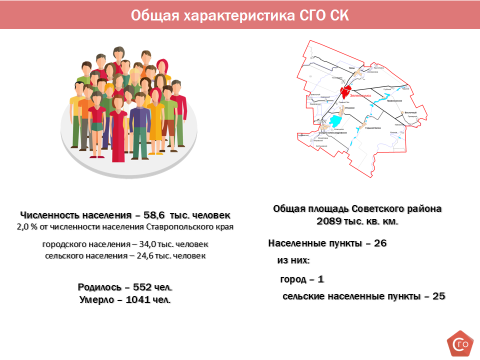 Общая характеристика СГО СК
Численность населения – 58,6 тыс. человек
2,0 % от численности населения Ставропольского края
городского населения – 34,0 тыс. человек
сельского населения – 24,6 тыс. человек
Родилось – 552 чел.
Умерло – 1041 чел.
Общая площадь Советского района
2089 тыс. кв. км.
Населенные пункты – 26
из них:
город – 1
сельские населенные пункты – 25
СГО